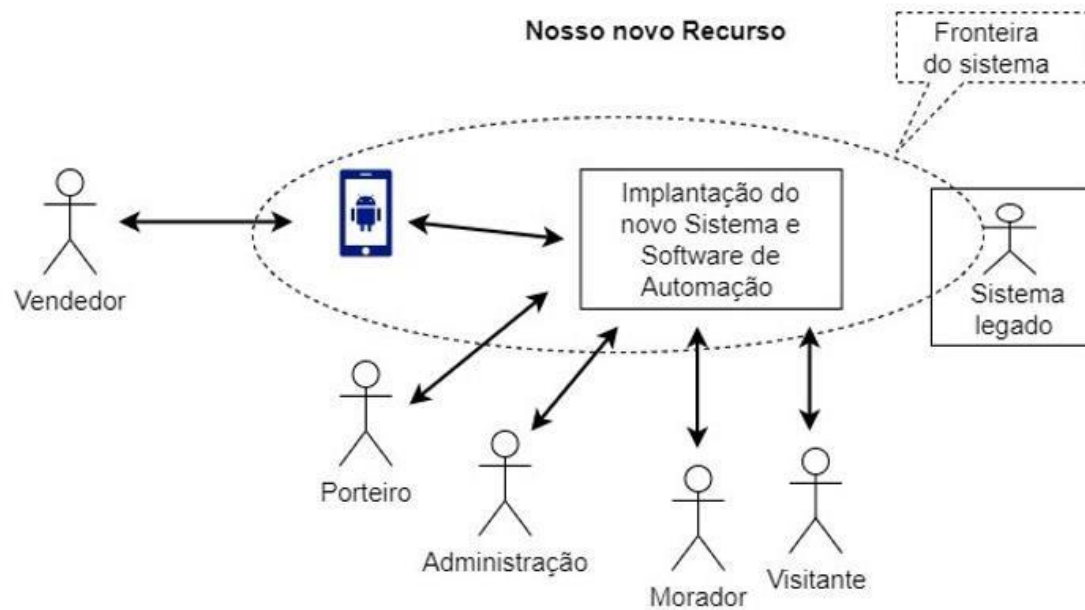 Nosso novo Recurso
Fronteira
do sistema
Implantação do
novo Sistema e
Software de
Automação
Vendedor
Sistema
legado
Porteiro
Administração
Morador
Visitante